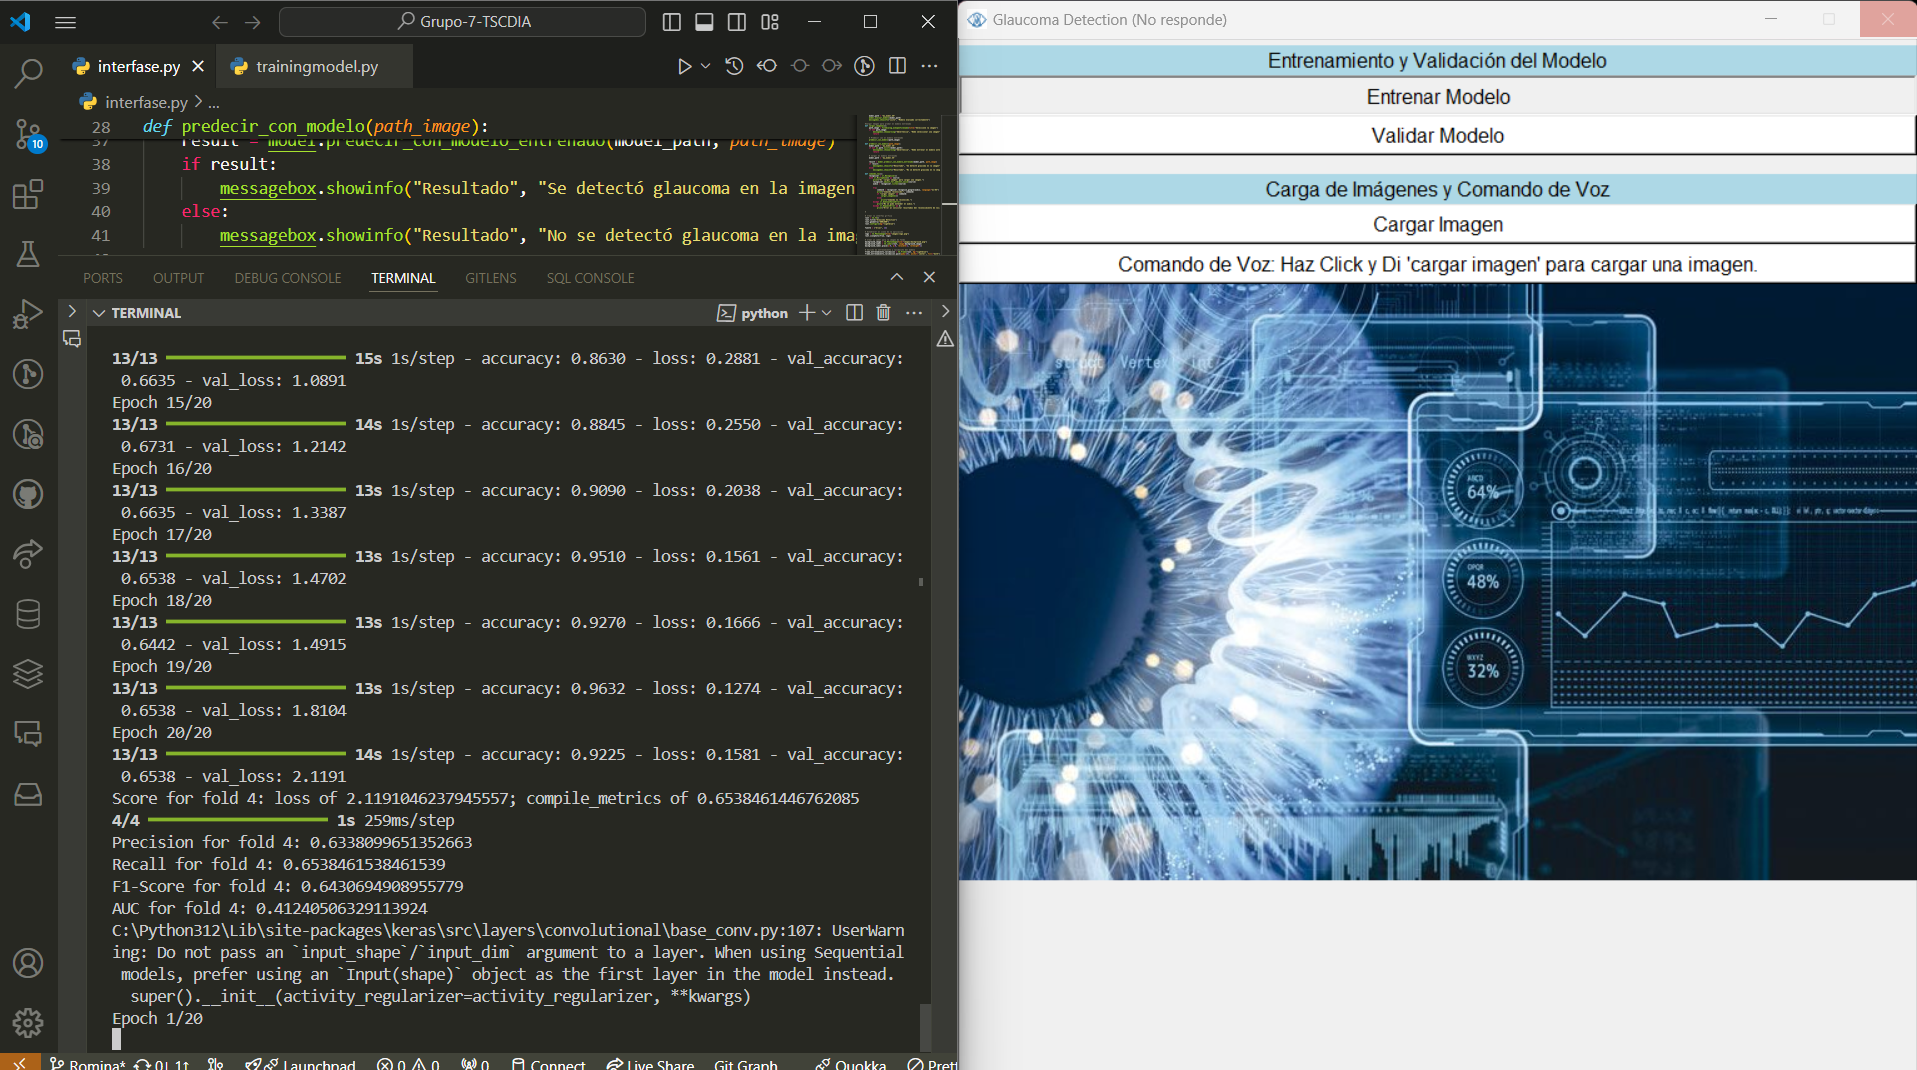 Grupo-7-TSCDIA
interfase.py
trainingmodel.py
interfase.py > ...
28 def predecir_con_modelo(path_image):
37 result = model.predecir_con_modelo_entrenado(model_path, path_image)
38 if result:
39 messagebox.showinfo("Resultado", "Se detectó glaucoma en la imagen
40 else:
41 messagebox.showinfo("Resultado", "No se detectó glaucoma en la ima
10
PORTS OUTPUT DEBUG CONSOLE TERMINAL GITLENS SQL CONSOLE
TERMINAL
python
13/13 15s 1s/step - accuracy: 0.8630 - loss: 0.2881 - val_accuracy:
0.6635 - val_loss: 1.0891
Epoch 15/20
13/13 14s 1s/step - accuracy: 0.8845 - loss: 0.2550 - val_accuracy:
0.6731 - val_loss: 1.2142
Epoch 16/20
13/13 13s 1s/step - accuracy: 0.9090 - loss: 0.2038 - val_accuracy:
0.6635 - val_loss: 1.3387
Epoch 17/20
13/13 13s 1s/step - accuracy: 0.9510 - loss: 0.1561 - val_accuracy:
0.6538 - val_loss: 1.4702
Epoch 18/20
13/13 13s 1s/step - accuracy: 0.9270 - loss: 0.1666 - val_accuracy:
0.6442 - val_loss: 1.4915
Epoch 19/20
13/13 13s 1s/step - accuracy: 0.9632 - loss: 0.1274 - val_accuracy:
0.6538 - val_loss: 1.8104
Epoch 20/20
13/13 14s 1s/step - accuracy: 0.9225 - loss: 0.1581 - val_accuracy:
0.6538 - val_loss: 2.1191
Score for fold 4: loss of 2.1191046237945557; compile_metrics of 0.6538461446762085
4/4 1s 259ms/step
Precision for fold 4: 0.6338099651352663
Recall for fold 4: 0.6538461538461539
F1-Score for fold 4: 0.6430694908955779
AUC for fold 4: 0.41240506329113924
C:\Python312\Lib\site-packages\keras\src\layers\convolutional\base_conv.py:107: UserWarn
ing: Do not pass an `input_shape`/`input_dim` argument to a layer. When using Sequential
models, prefer using an `Input(shape)` object as the first layer in the model instead.
super().__init__(activity_regularizer=activity_regularizer, **kwargs)
Epoch 1/20
Romina* 0↓ 1↑ Launchpad 0 0 0 Connect Live Share Git Graph Quokka Prett
Glaucoma Detection (No responde)
Entrenamiento y Validación del Modelo
Entrenar Modelo
Validar Modelo
Carga de Imágenes y Comando de Voz
Cargar Imagen
Comando de Voz: Haz Click y Di 'cargar imagen' para cargar una imagen.
struct Vertex int
ABCD
64%
OPQR
48%
WXYZ
32%